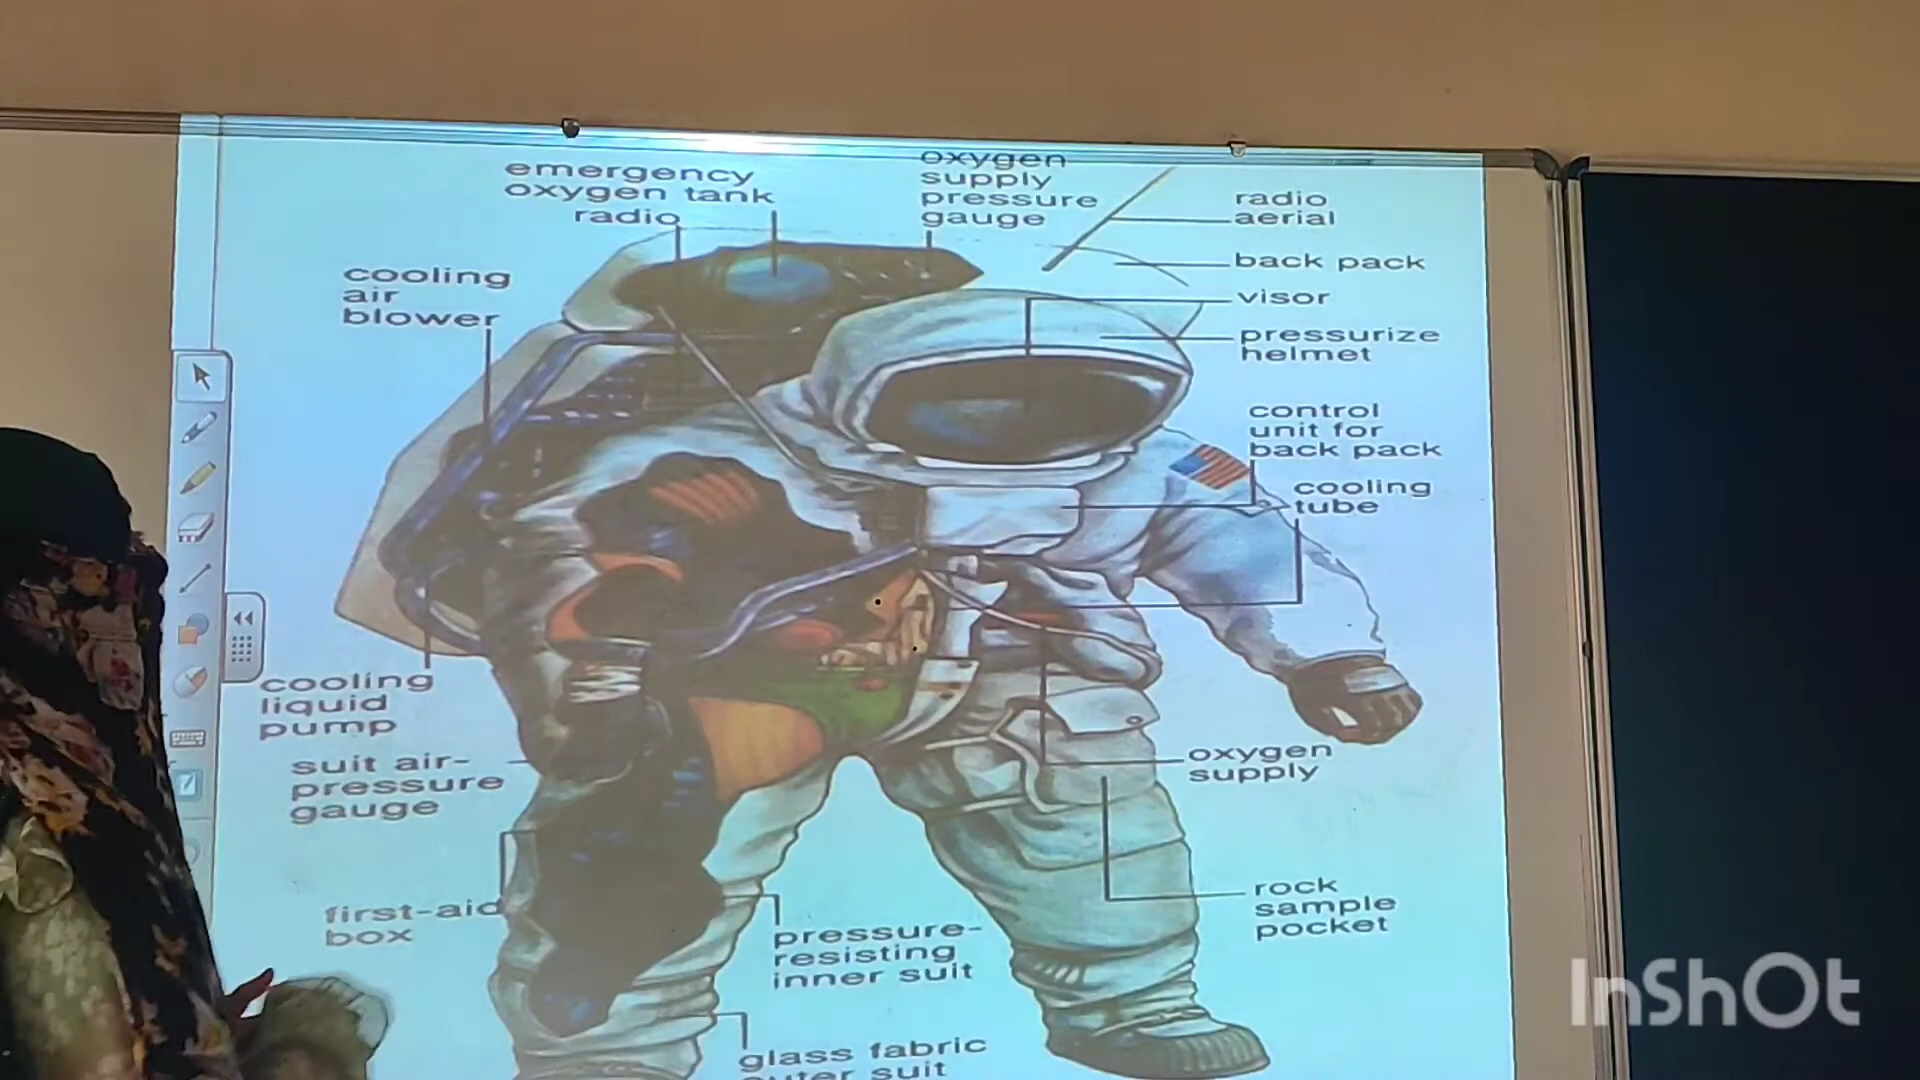 emergency
oxygen tank
radio
oxygen
supply
pressure
gauge
radio
aerial
back pack
visor
pressurize
helmet
cooling
air
blower
control
unit for
back pack
cooling
tube
cooling
liquid
pump
suit air-
pressure
gauge
oxygen
supply
first-aid
box
pressure-
resisting
inner suit
rock
sample
pocket
glass fabric
outer suit
InShOt